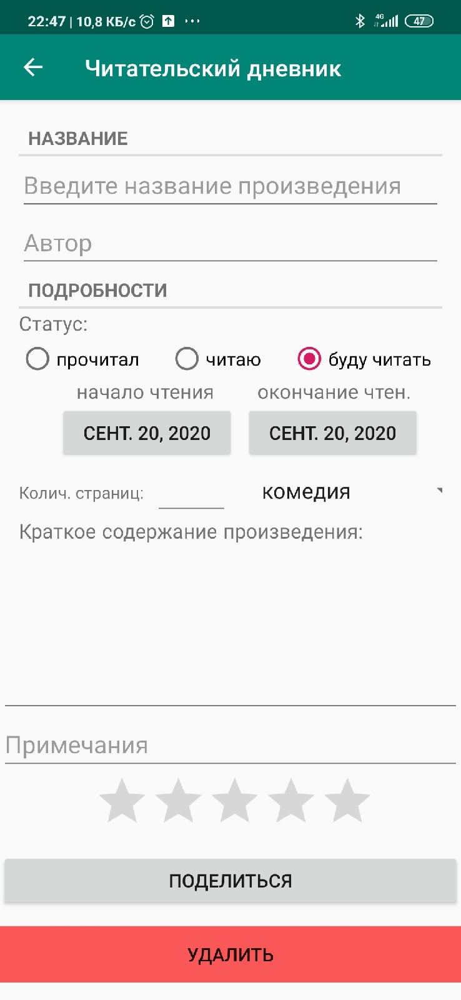 22:47 | 10,8 КБ/с ...
4G 47
Читательский дневник
НАЗВАНИЕ
Введите название произведения
Автор
ПОДРОБНОСТИ
Статус:
прочитал читаю буду читать
начало чтения окончание чтен.
СЕНТ. 20, 2020 СЕНТ. 20, 2020
Колич. страниц: комедия
Краткое содержание произведения:
Примечания
ПОДЕЛИТЬСЯ
УДАЛИТЬ